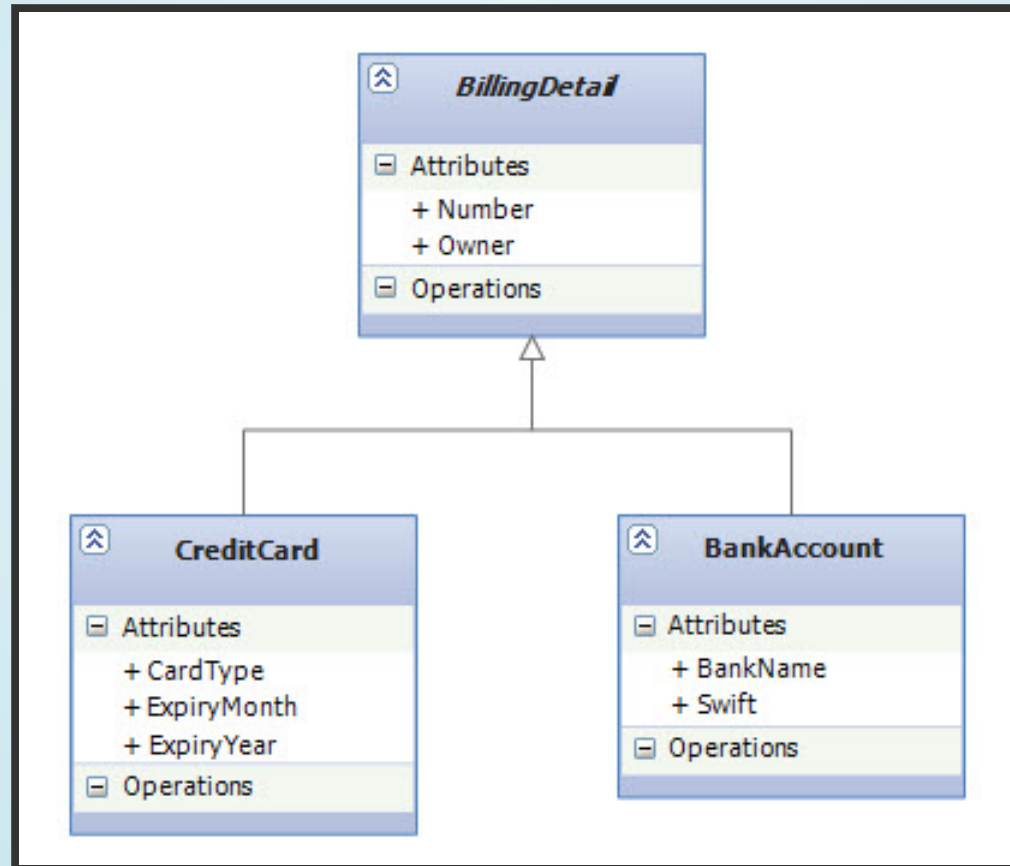 BillingDetail
Attributes
+ Number
+ Owner
Operations
CreditCard
Attributes
+ CardType
+ ExpiryMonth
+ ExpiryYear
Operations
BankAccount
Attributes
+ BankName
+ Swift
Operations